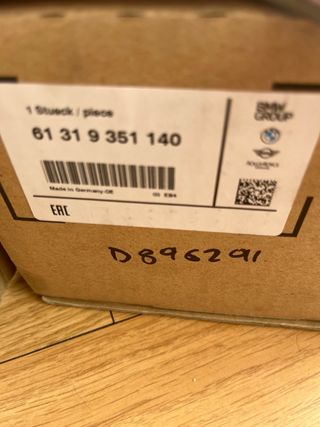 1 Stueck / piece
61 31 9 351 140
Made in Germany-DE
EAC
BMW
GROUP
D896291